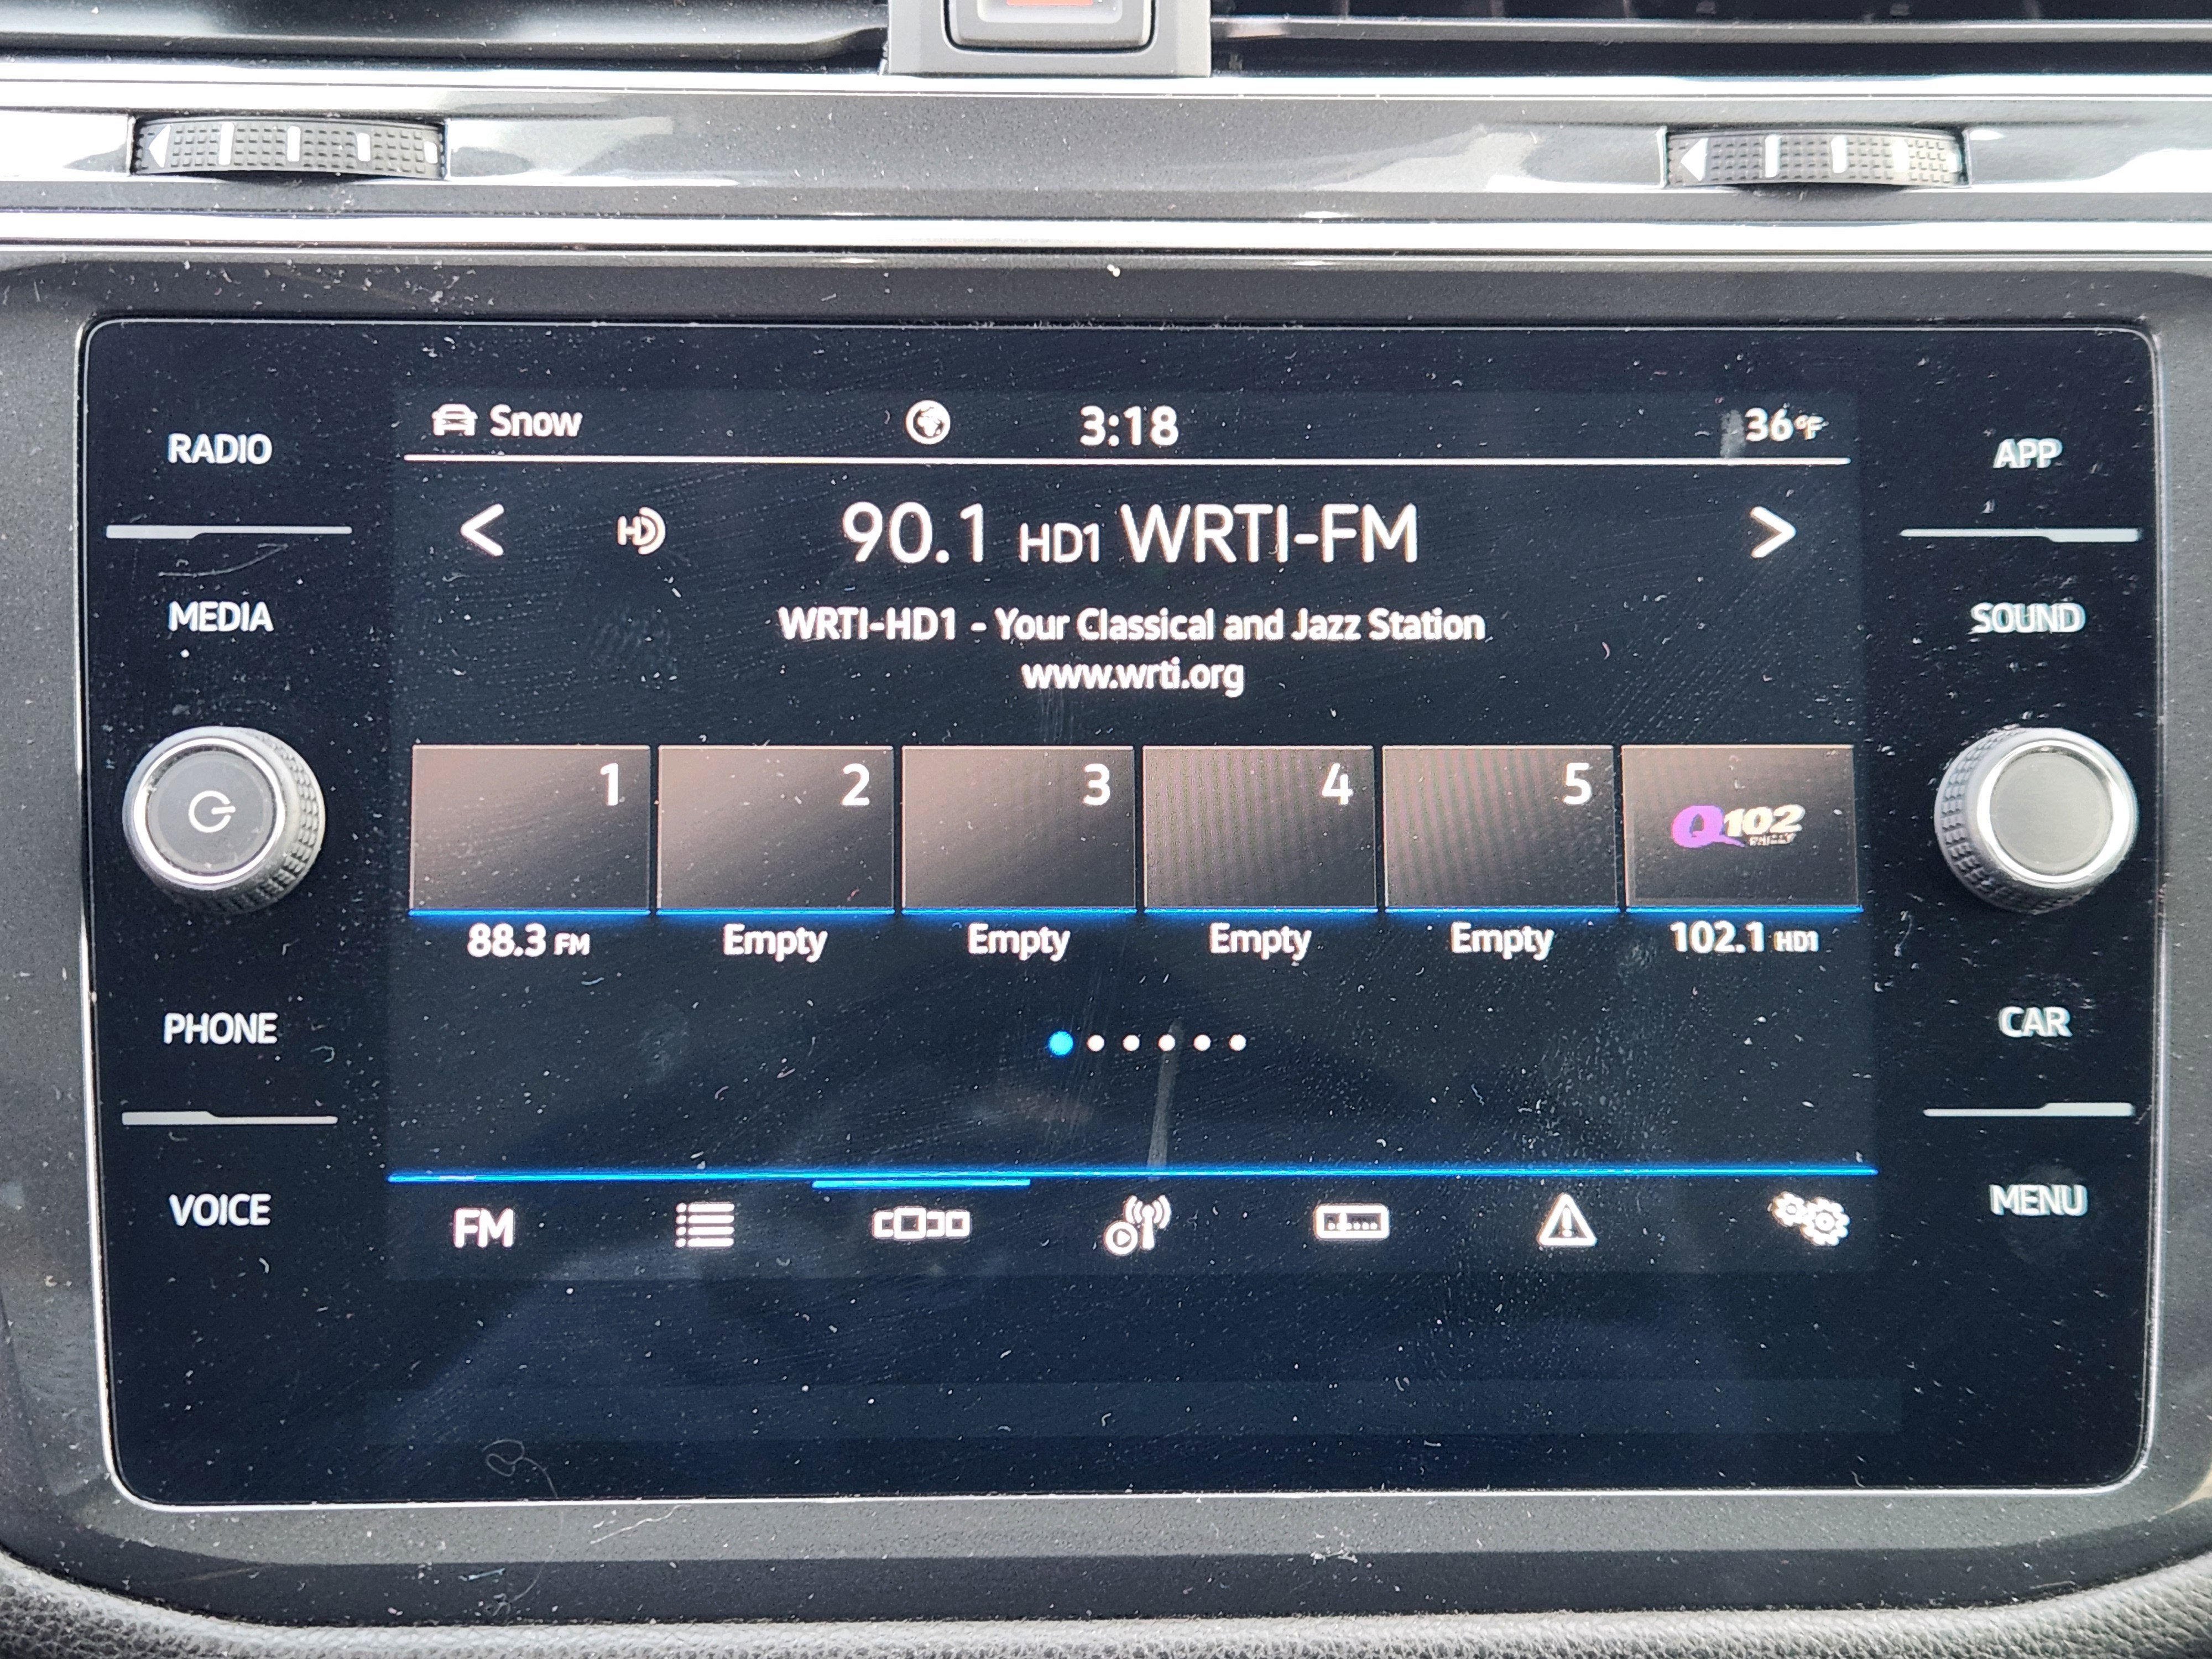 RADIO
MEDIA
PHONE
VOICE
Snow
3:18
36°F
90.1 HD1 WRTI-FM
WRTI-HD1 - Your Classical and Jazz Station
www.wrti.org
1
2
3
4
5
Q102
88.3 FM
Empty
Empty
Empty
Empty
102.1 HD1
FM
APP
SOUND
CAR
MENU